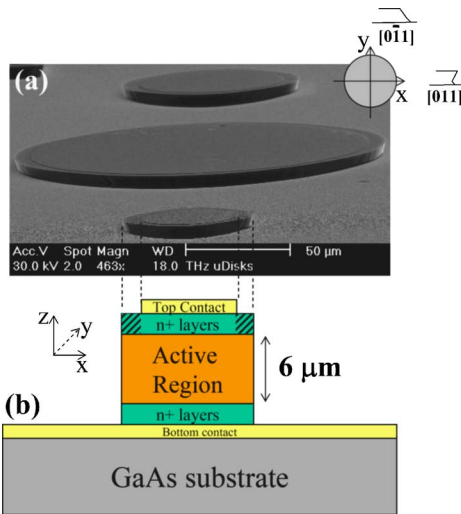 (a)
y
[01̄1]
x
[011]
Acc.V Spot Magn WD 50 µm
30.0 kV 2.0 463x 18.0 THz uDisks
z
y
x
Top Contact
n+ layers
Active
Region
6 µm
(b)
n+ layers
Bottom contact
GaAs substrate